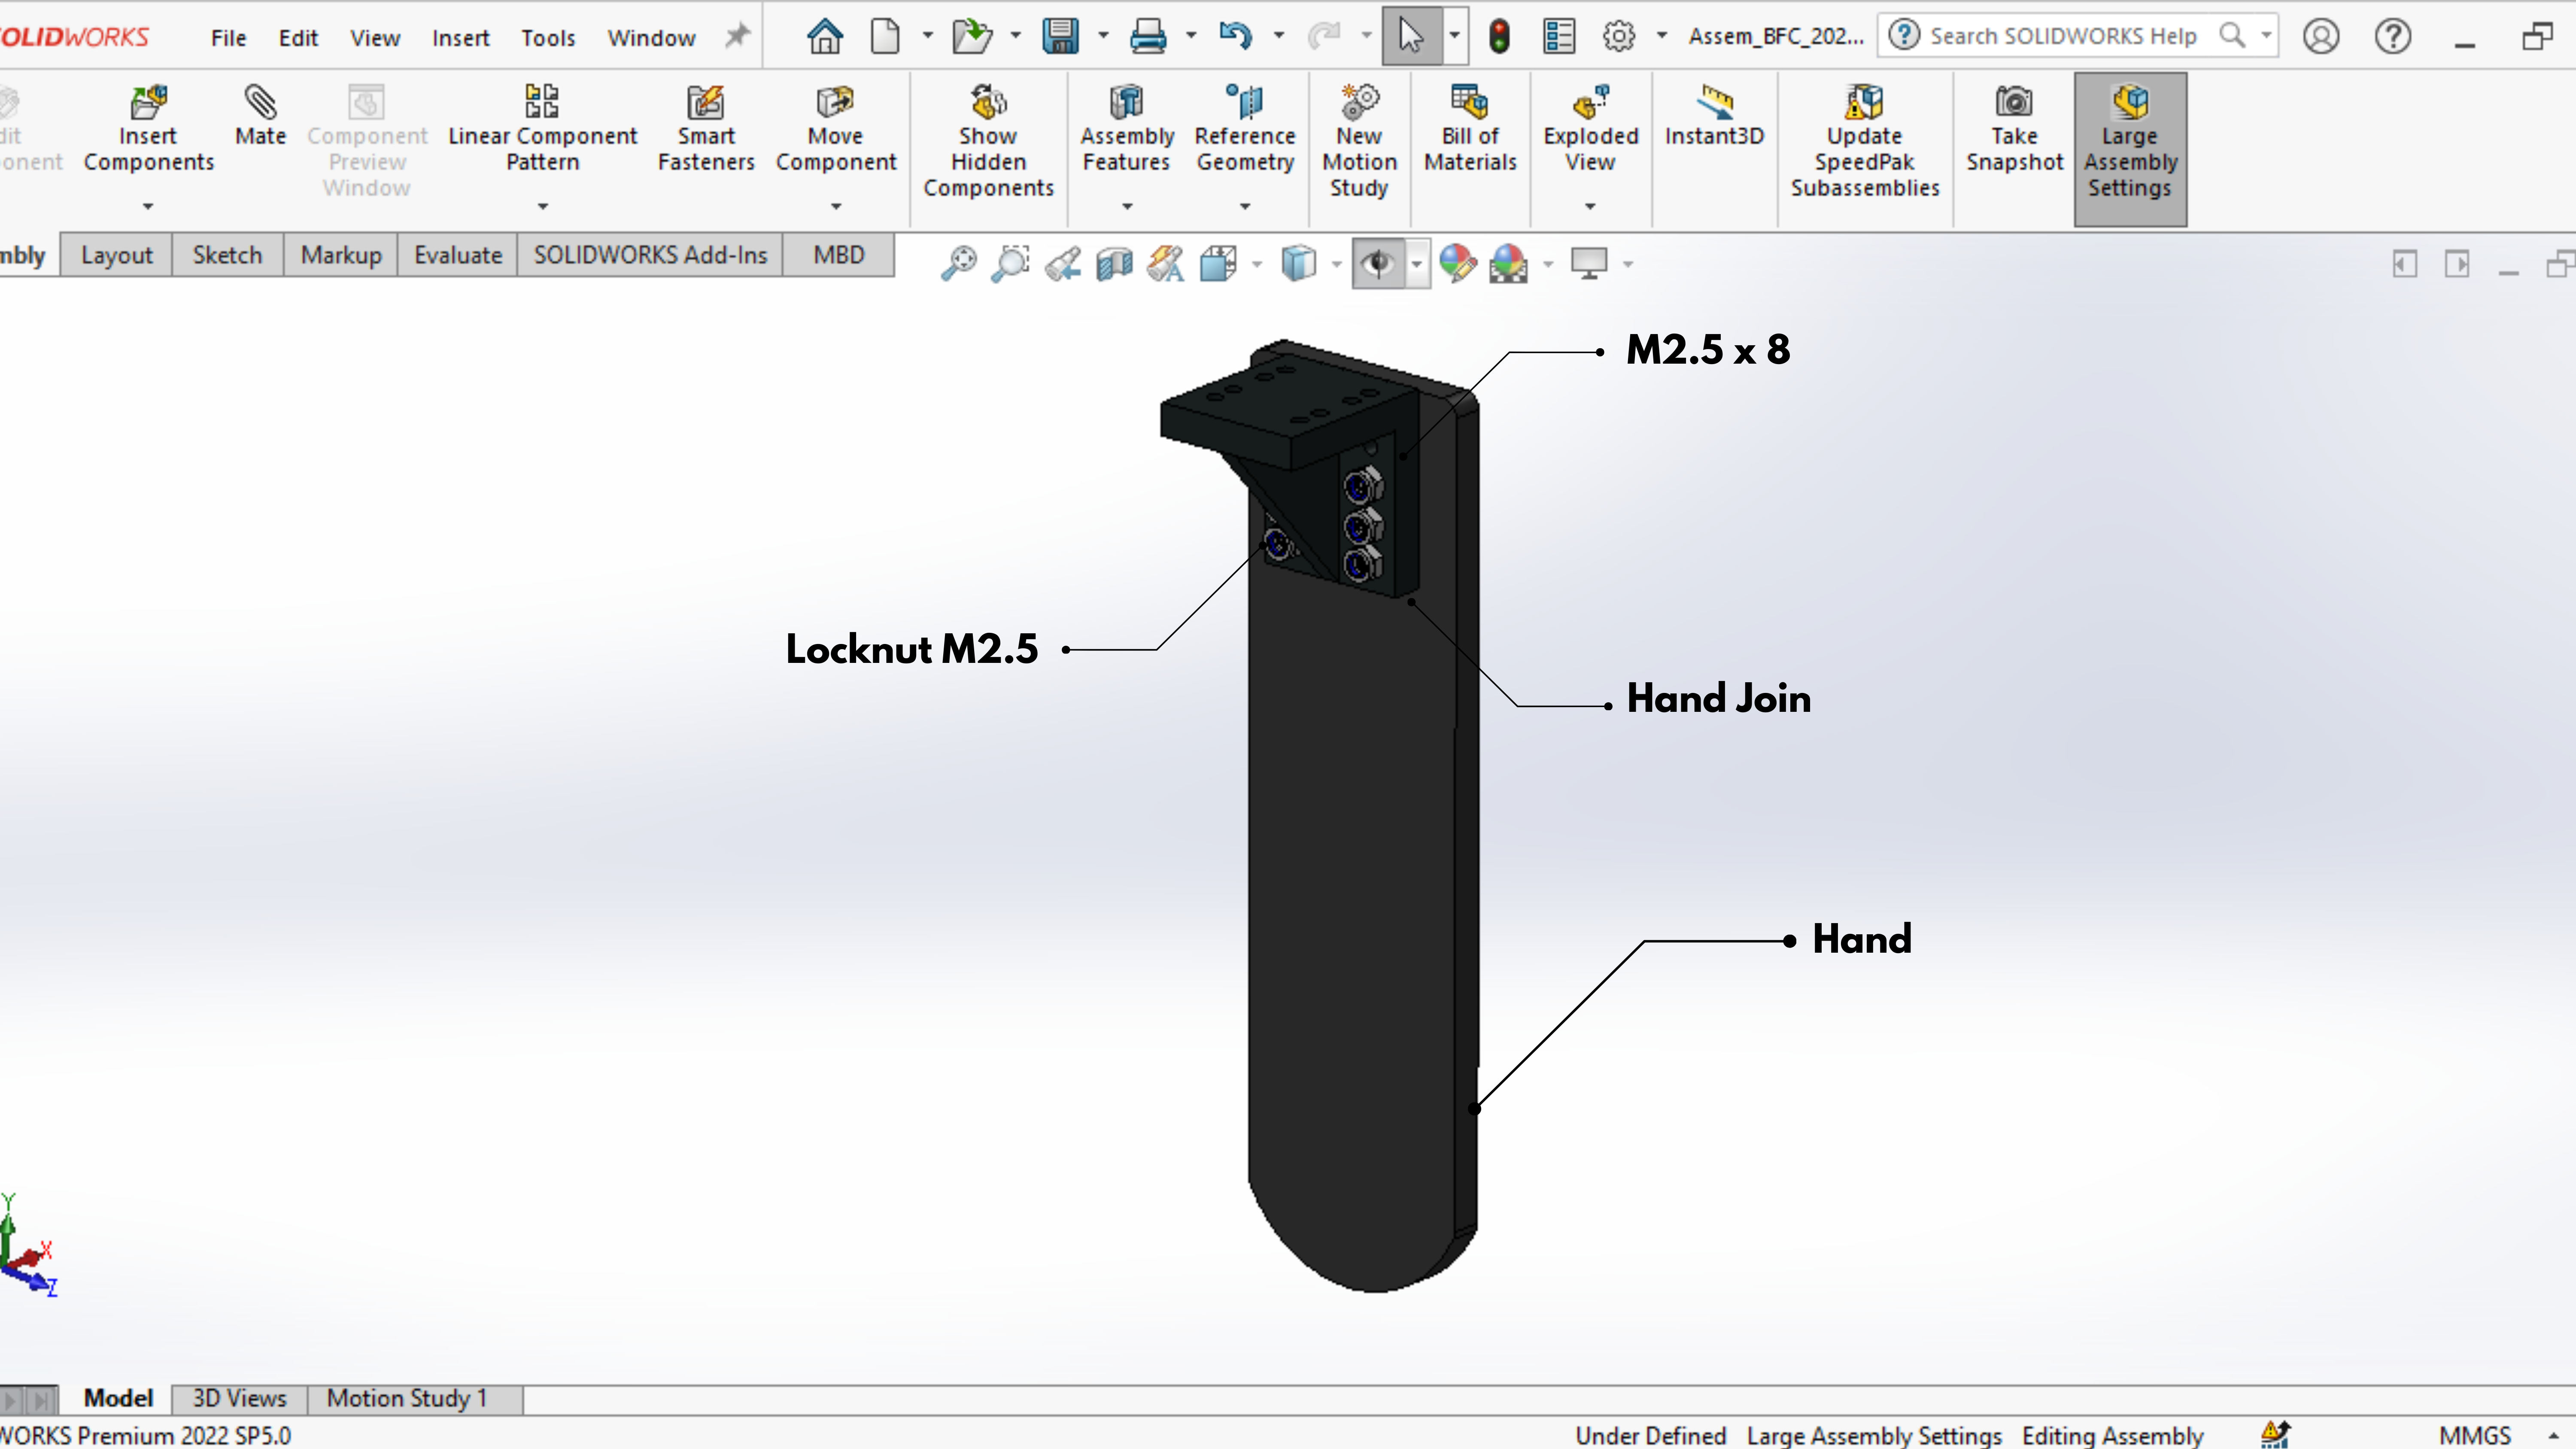 SOLIDWORKS File Edit View Insert Tools Window Assem_BFC_202... Search SOLIDWORKS Help
Insert Components
Mate
Component Preview Window
Linear Component Pattern
Smart Fasteners
Move Component
Show Hidden Components
Assembly Features
Reference Geometry
New Motion Study
Bill of Materials
Exploded View
Instant3D
Update SpeedPak Subassemblies
Take Snapshot
Large Assembly Settings
mbly Layout Sketch Markup Evaluate SOLIDWORKS Add-Ins MBD
M2.5 x 8
Locknut M2.5
Hand Join
Hand
Y
X
Z
Model 3D Views Motion Study 1
WORKS Premium 2022 SP5.0 Under Defined Large Assembly Settings Editing Assembly MMGS